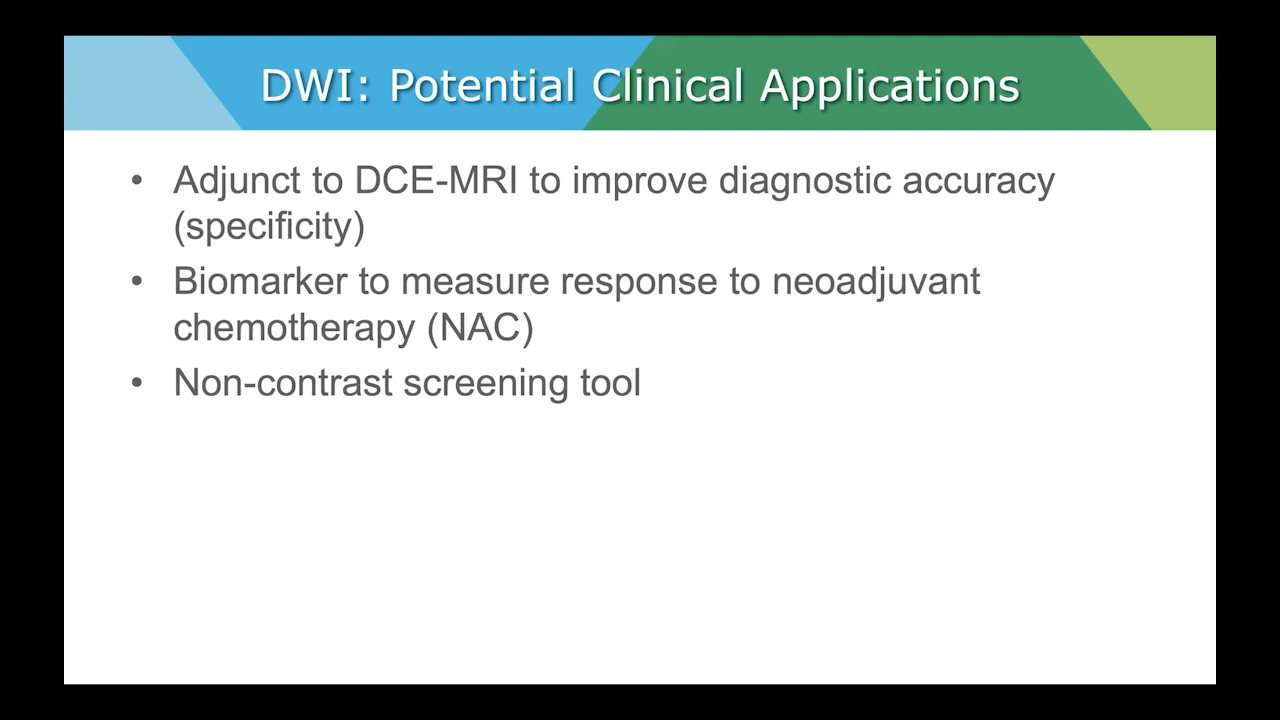 DWI: Potential Clinical Applications
• Adjunct to DCE-MRI to improve diagnostic accuracy
(specificity)
• Biomarker to measure response to neoadjuvant
chemotherapy (NAC)
• Non-contrast screening tool